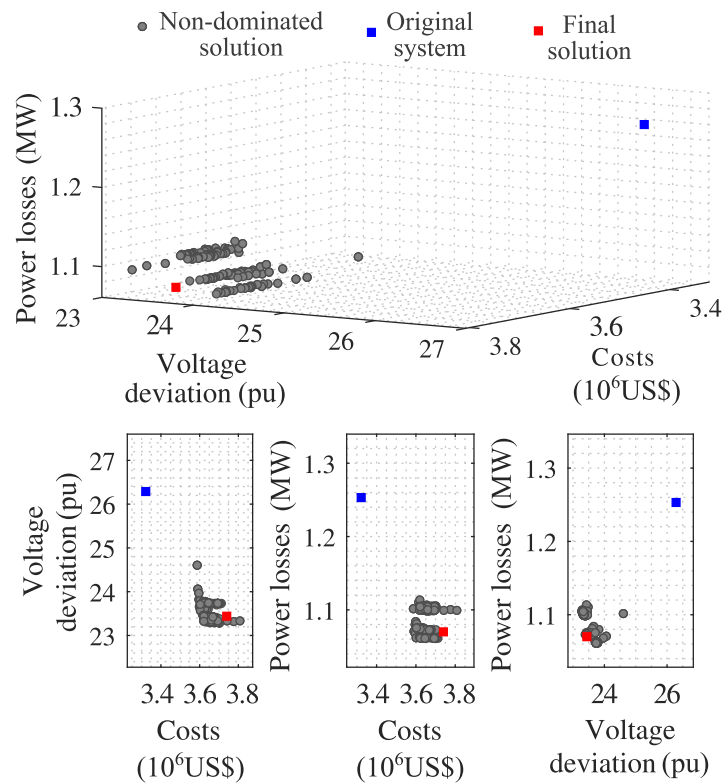 Non-dominated solution
Original system
Final solution
Power losses (MW)
1.3
1.2
1.1
23
24
25
26
27
Voltage
deviation (pu)
3.8
3.6
3.4
Costs
(10⁶US$)
Voltage
deviation (pu)
27
26
25
24
23
3.4 3.6 3.8
Costs
(10⁶US$)
Power losses (MW)
1.3
1.2
1.1
3.4 3.6 3.8
Costs
(10⁶US$)
Power losses (MW)
1.3
1.2
1.1
24 26
Voltage
deviation (pu)